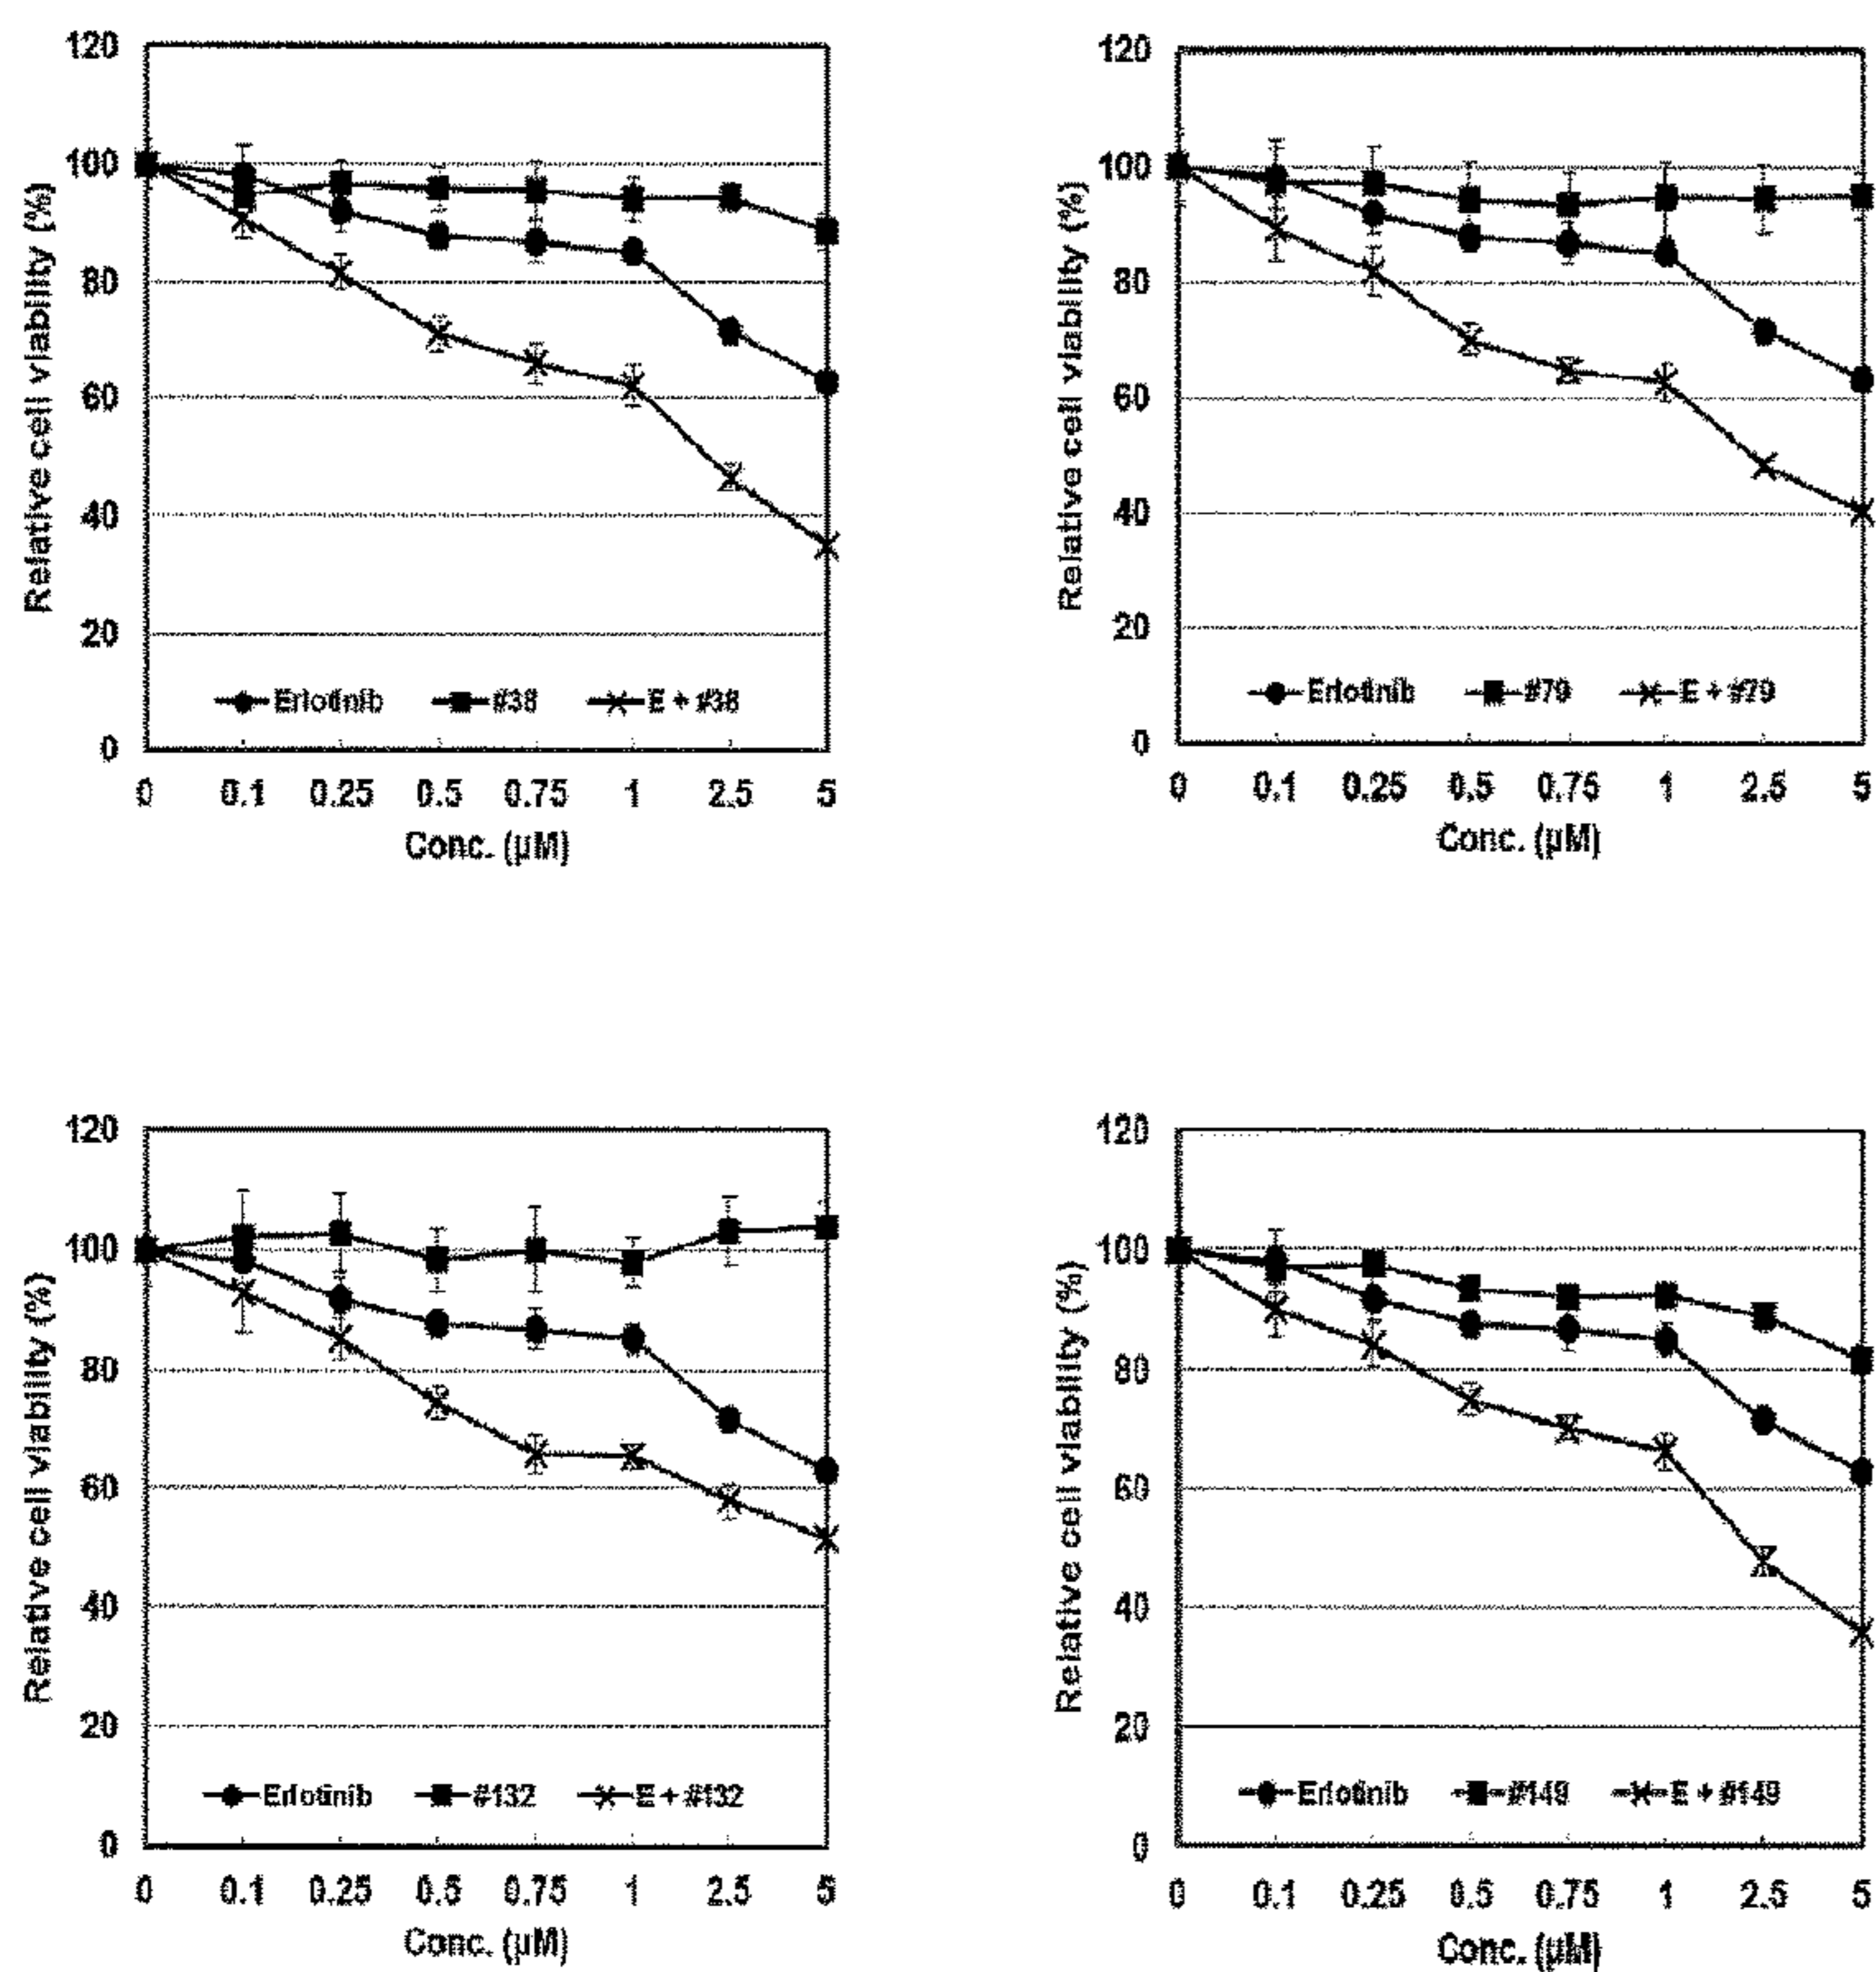 120
100
80
60
40
20
0
Relative cell viability (%)
Erlotinib #38 E + #38
0 0.1 0.25 0.5 0.75 1 2.5 5
Conc. (µM)
120
100
80
60
40
20
0
Relative cell viability (%)
Erlotinib #79 E + #79
0 0.1 0.25 0.5 0.75 1 2.5 5
Conc. (µM)
120
100
80
60
40
20
0
Relative cell viability (%)
Erlotinib #132 E + #132
0 0.1 0.25 0.5 0.75 1 2.5 5
Conc. (µM)
120
100
80
60
40
20
0
Relative cell viability (%)
Erlotinib #149 E + #149
0 0.1 0.25 0.5 0.75 1 2.5 5
Conc. (µM)